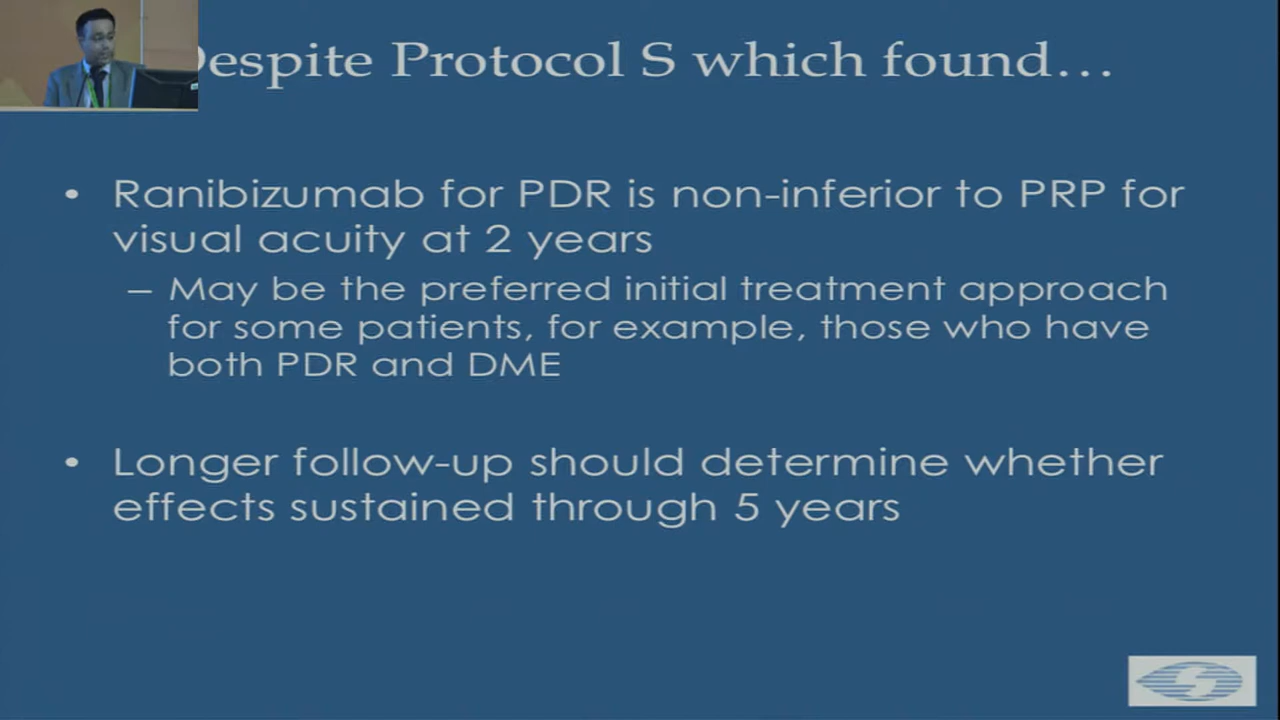 Despite Protocol S which found...
• Ranibizumab for PDR is non-inferior to PRP for
visual acuity at 2 years
– May be the preferred initial treatment approach
for some patients, for example, those who have
both PDR and DME
• Longer follow-up should determine whether
effects sustained through 5 years